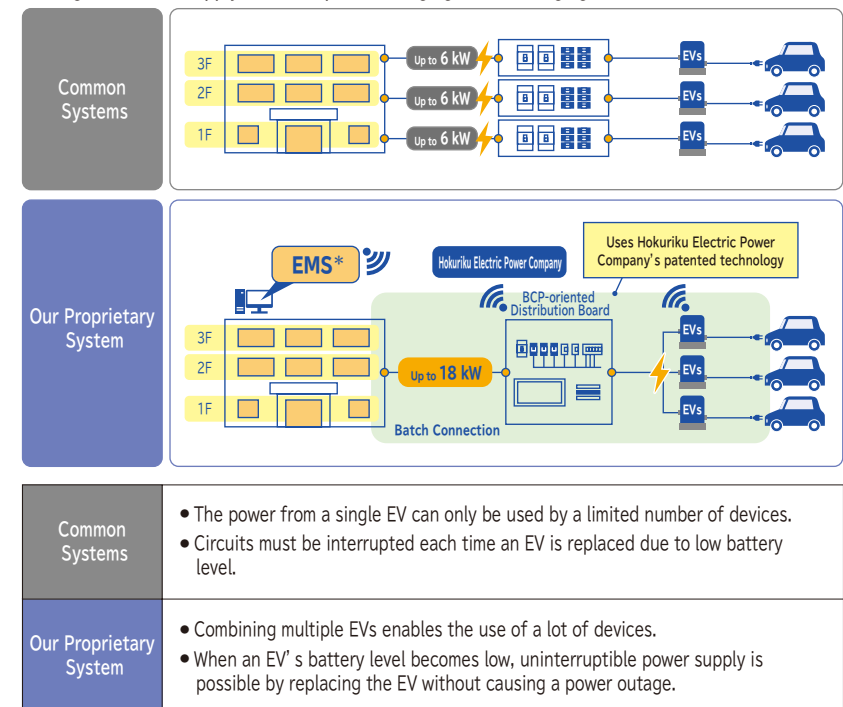 Common
Systems
3F
2F
1F
Up to 6 kW
Up to 6 kW
Up to 6 kW
EVs
EVs
EVs
Our Proprietary
System
EMS*
Hokuriku Electric Power Company
Uses Hokuriku Electric Power
Company's patented technology
BCP-oriented
Distribution Board
3F
2F
1F
Up to 18 kW
Batch Connection
EVs
EVs
EVs
Common
Systems
● The power from a single EV can only be used by a limited number of devices.
● Circuits must be interrupted each time an EV is replaced due to low battery
level.
Our Proprietary
System
● Combining multiple EVs enables the use of a lot of devices.
● When an EV's battery level becomes low, uninterruptible power supply is
possible by replacing the EV without causing a power outage.